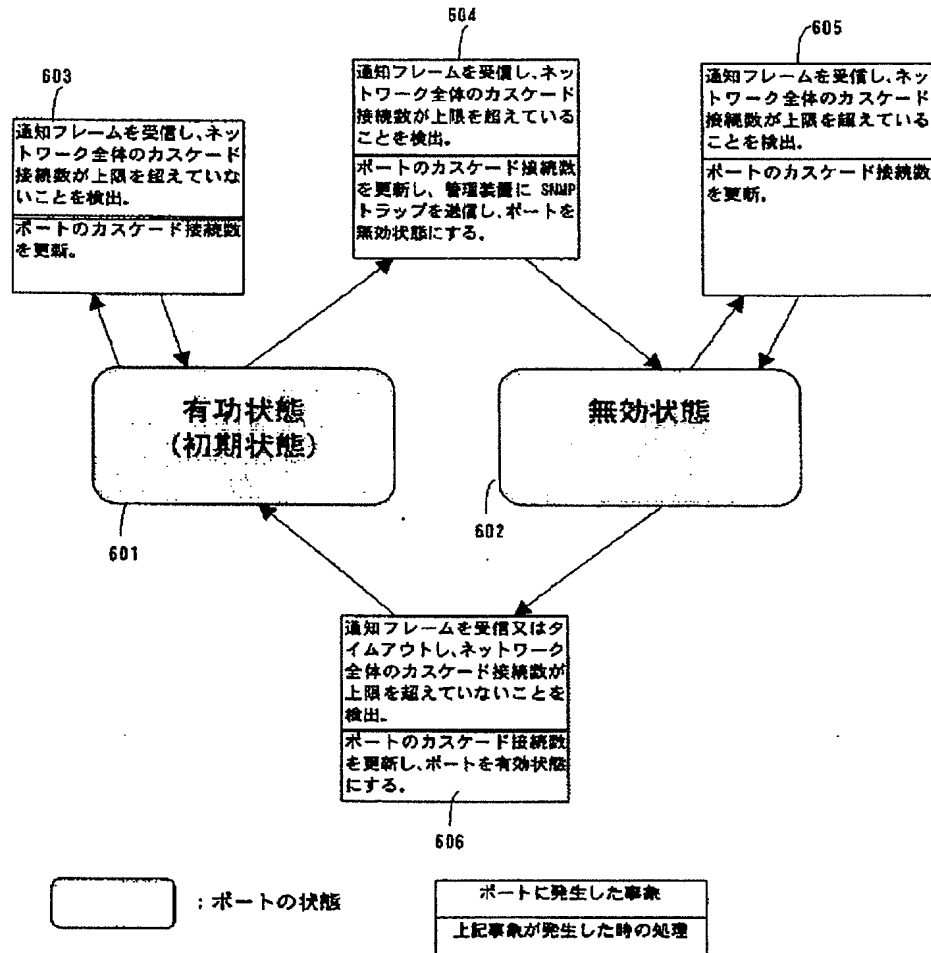 603
通知フレームを受信し、ネッ
トワーク全体のカスケード
接続数が上限を超えていな
いことを検出。
ポートのカスケード接続数
を更新。
604
通知フレームを受信し、ネッ
トワーク全体のカスケード
接続数が上限を超えている
ことを検出。
ポートのカスケード接続数
を更新し、管理装置に SNMP
トラップを送信し、ポートを
無効状態にする。
605
通知フレームを受信し、ネッ
トワーク全体のカスケード
接続数が上限を超えている
ことを検出。
ポートのカスケード接続数
を更新。
有功状態
(初期状態)
601
無効状態
602
通知フレームを受信又はタ
イムアウトし、ネットワーク
全体のカスケード接続数が
上限を超えていないことを
検出。
ポートのカスケード接続数
を更新し、ポートを有効状態
にする。
606
:ポートの状態
ポートに発生した事象
上記事象が発生した時の処理